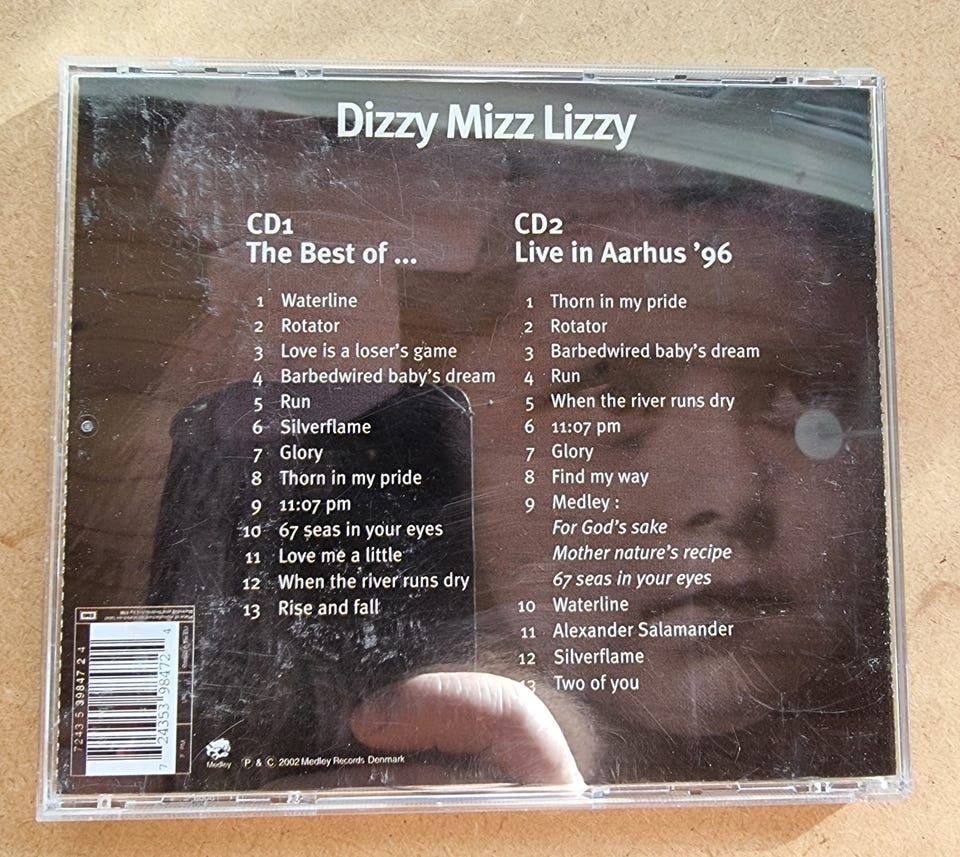 Dizzy Mizz Lizzy
CD1
The Best of ...
1 Waterline
2 Rotator
3 Love is a loser's game
4 Barbedwired baby's dream
5 Run
6 Silverflame
7 Glory
8 Thorn in my pride
9 11:07 pm
10 67 seas in your eyes
11 Love me a little
12 When the river runs dry
13 Rise and fall
CD2
Live in Aarhus '96
1 Thorn in my pride
2 Rotator
3 Barbedwired baby's dream
4 Run
5 When the river runs dry
6 11:07 pm
7 Glory
8 Find my way
9 Medley :
For God's sake
Mother nature's recipe
67 seas in your eyes
10 Waterline
11 Alexander Salamander
12 Silverflame
13 Two of you
EMI
7243 5 398472 4
7 24353 98472 4
Medley
P & C 2002 Medley Records Denmark